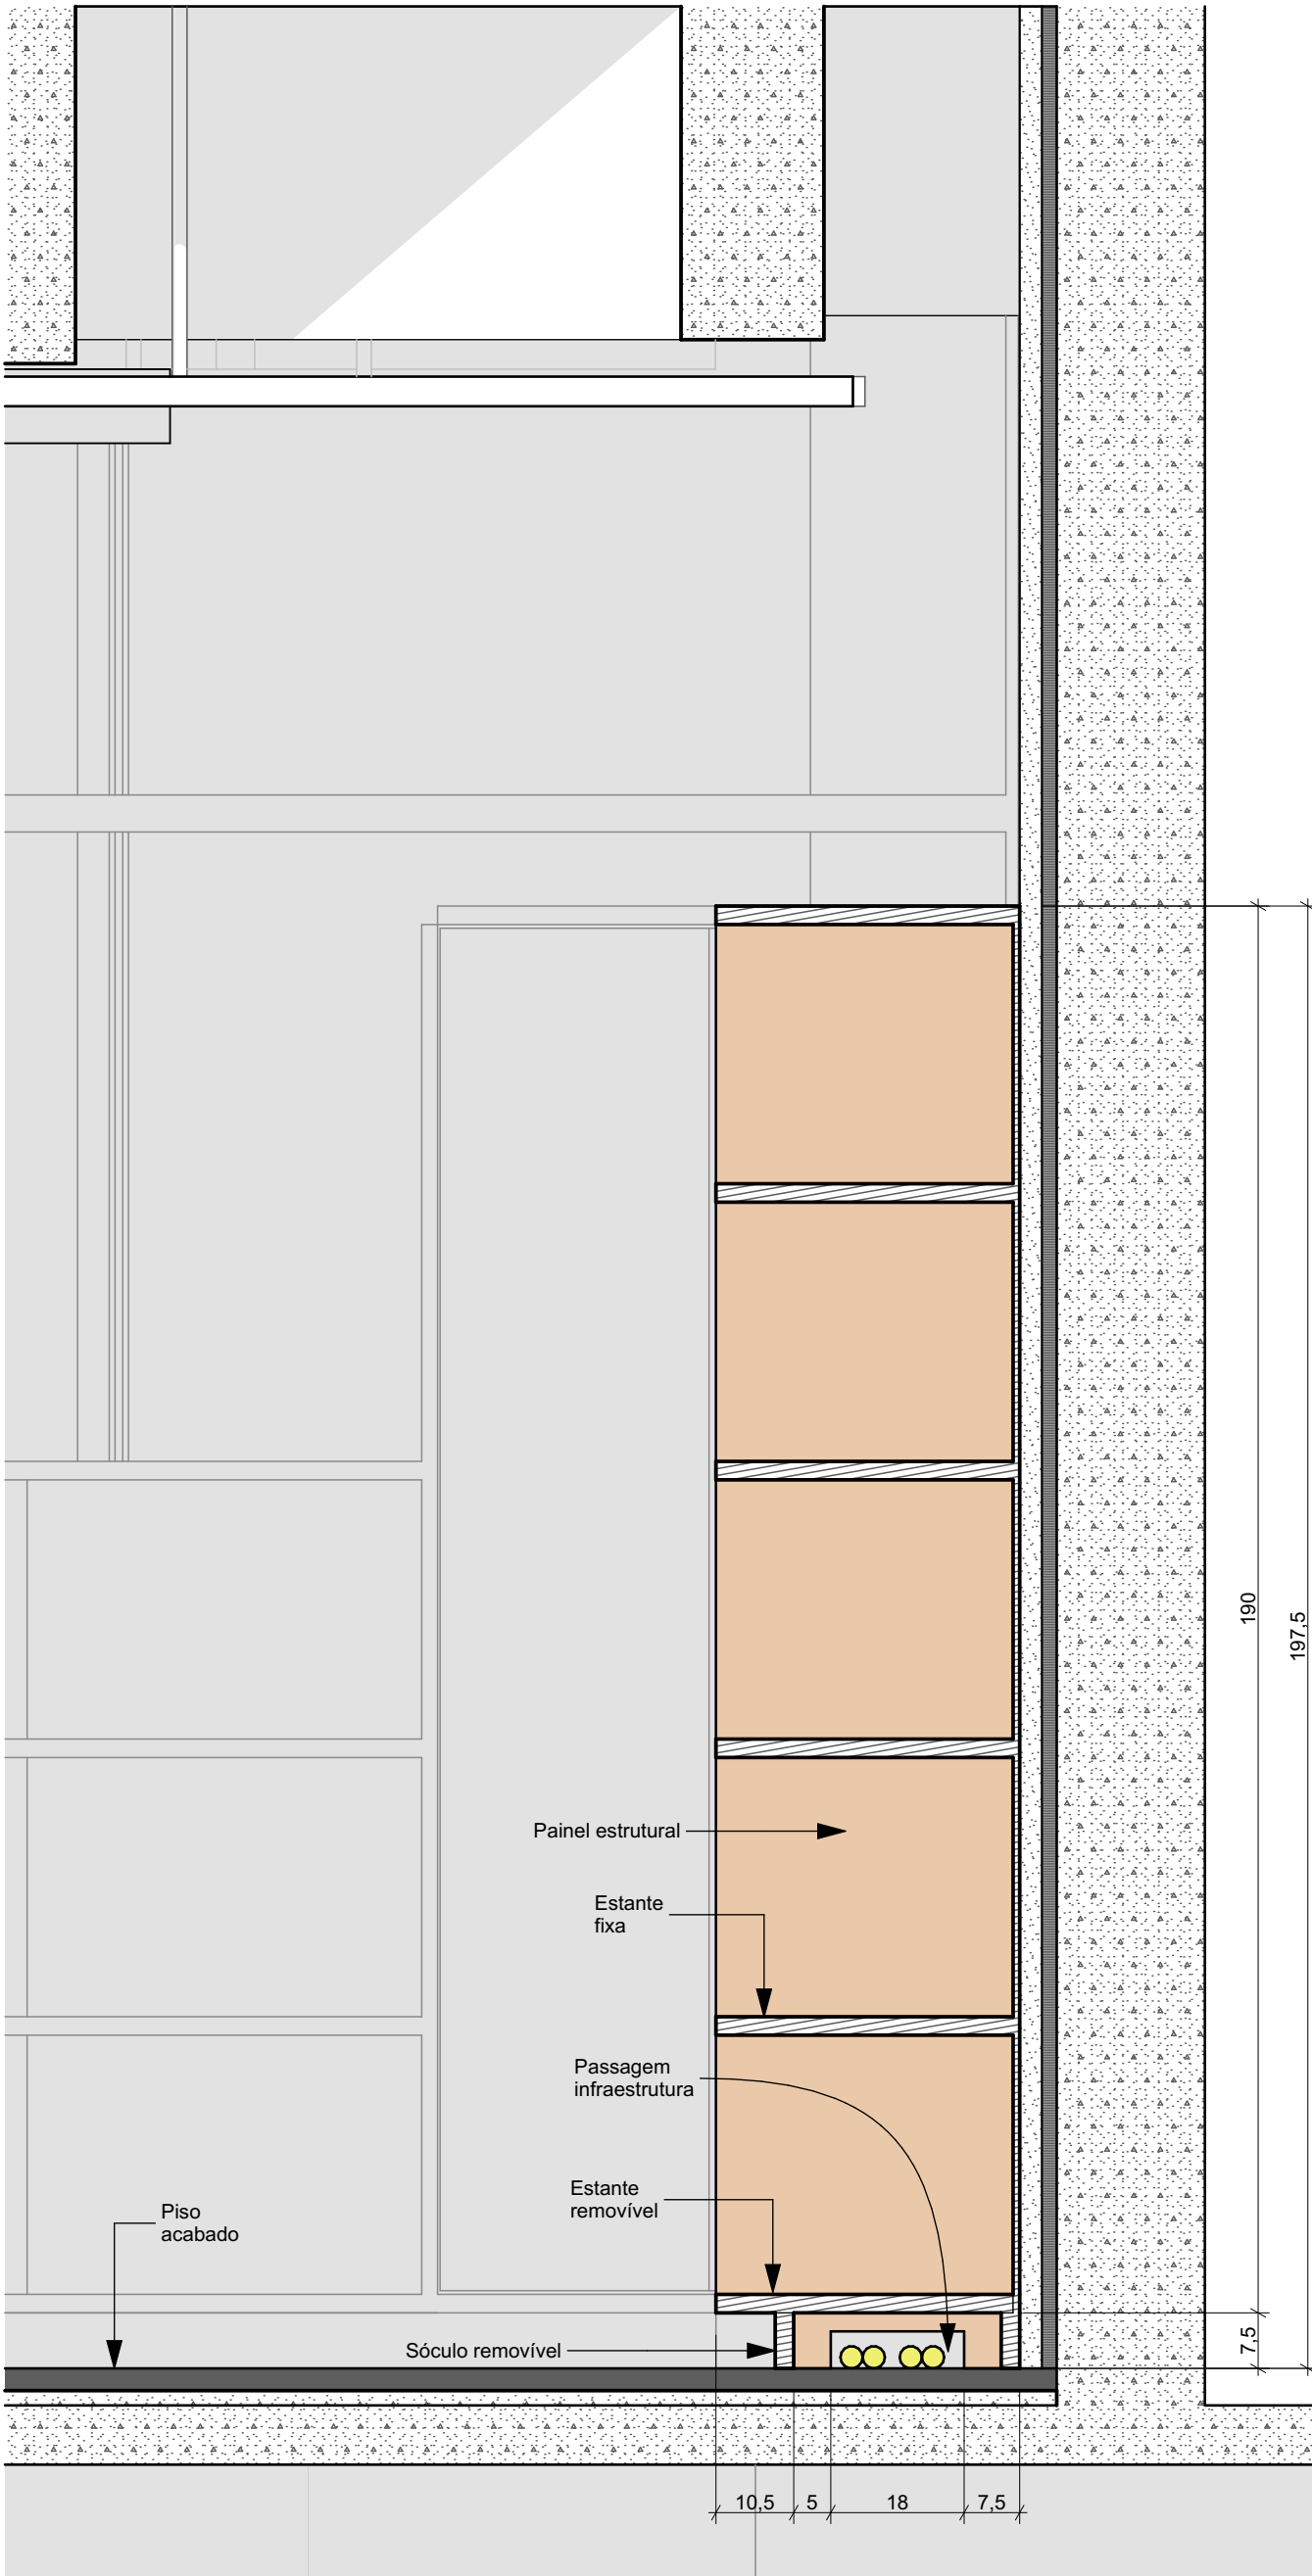 190
197,5
Painel estrutural
Estante
fixa
Passagem
infraestrutura
Estante
removível
Piso
acabado
7,5
Sóculo removível
10,5
5
18
7,5